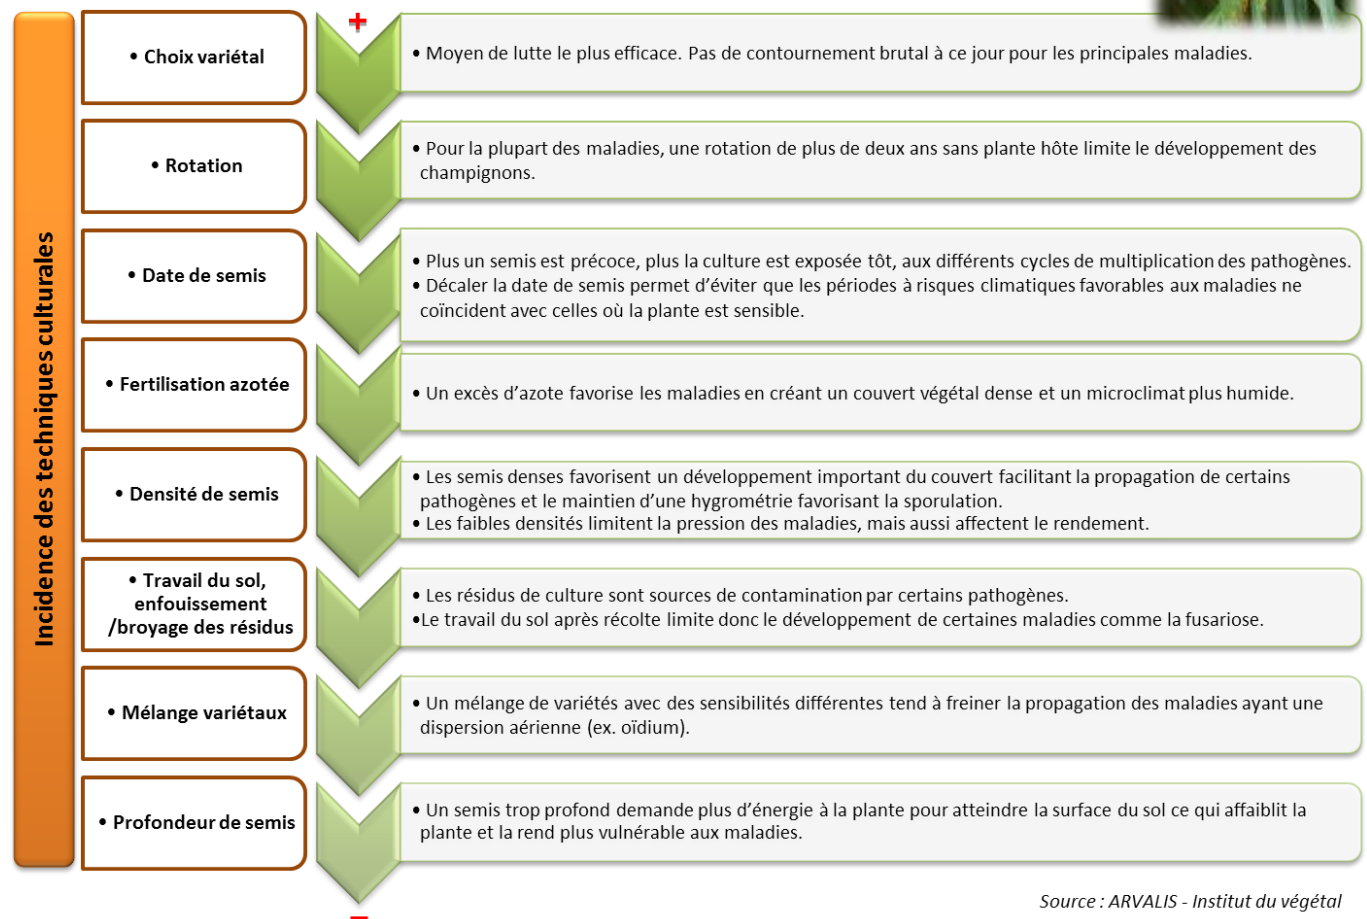 Incidence des techniques culturales
+
• Choix variétal
• Moyen de lutte le plus efficace. Pas de contournement brutal à ce jour pour les principales maladies.
• Rotation
• Pour la plupart des maladies, une rotation de plus de deux ans sans plante hôte limite le développement des
champignons.
• Date de semis
• Plus un semis est précoce, plus la culture est exposée tôt, aux différents cycles de multiplication des pathogènes.
• Décaler la date de semis permet d'éviter que les périodes à risques climatiques favorables aux maladies ne
coïncident avec celles où la plante est sensible.
• Fertilisation azotée
• Un excès d'azote favorise les maladies en créant un couvert végétal dense et un microclimat plus humide.
• Densité de semis
• Les semis denses favorisent un développement important du couvert facilitant la propagation de certains
pathogènes et le maintien d'une hygrométrie favorisant la sporulation.
• Les faibles densités limitent la pression des maladies, mais aussi affectent le rendement.
• Travail du sol,
enfouissement
/broyage des résidus
• Les résidus de culture sont sources de contamination par certains pathogènes.
•Le travail du sol après récolte limite donc le développement de certaines maladies comme la fusariose.
• Mélange variétaux
• Un mélange de variétés avec des sensibilités différentes tend à freiner la propagation des maladies ayant une
dispersion aérienne (ex. oïdium).
• Profondeur de semis
• Un semis trop profond demande plus d'énergie à la plante pour atteindre la surface du sol ce qui affaiblit la
plante et la rend plus vulnérable aux maladies.
–
Source : ARVALIS - Institut du végétal